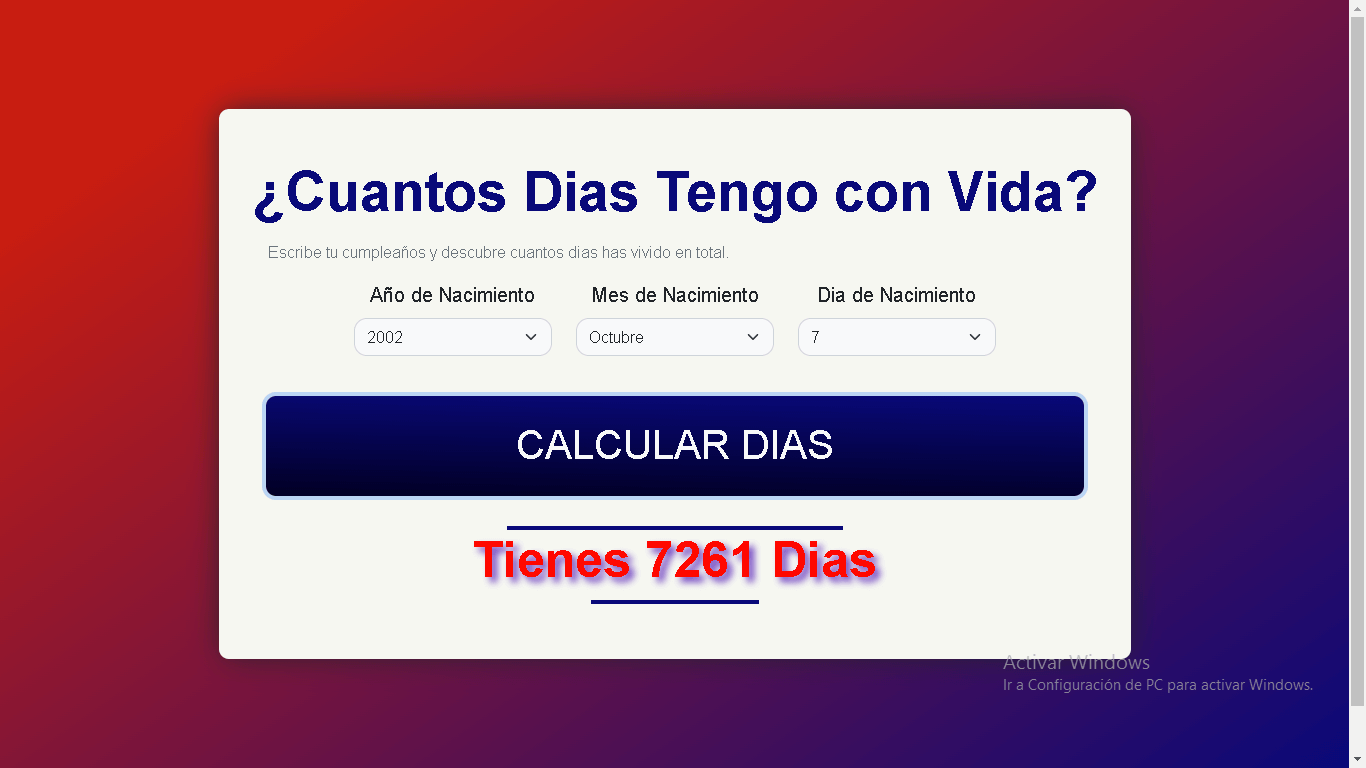 ¿Cuantos Dias Tengo con Vida?
Escribe tu cumpleaños y descubre cuantos dias has vivido en total.
Año de Nacimiento
Mes de Nacimiento
Dia de Nacimiento
2002
Octubre
7
CALCULAR DIAS
Tienes 7261 Dias
Activar Windows
Ir a Configuración de PC para activar Windows.